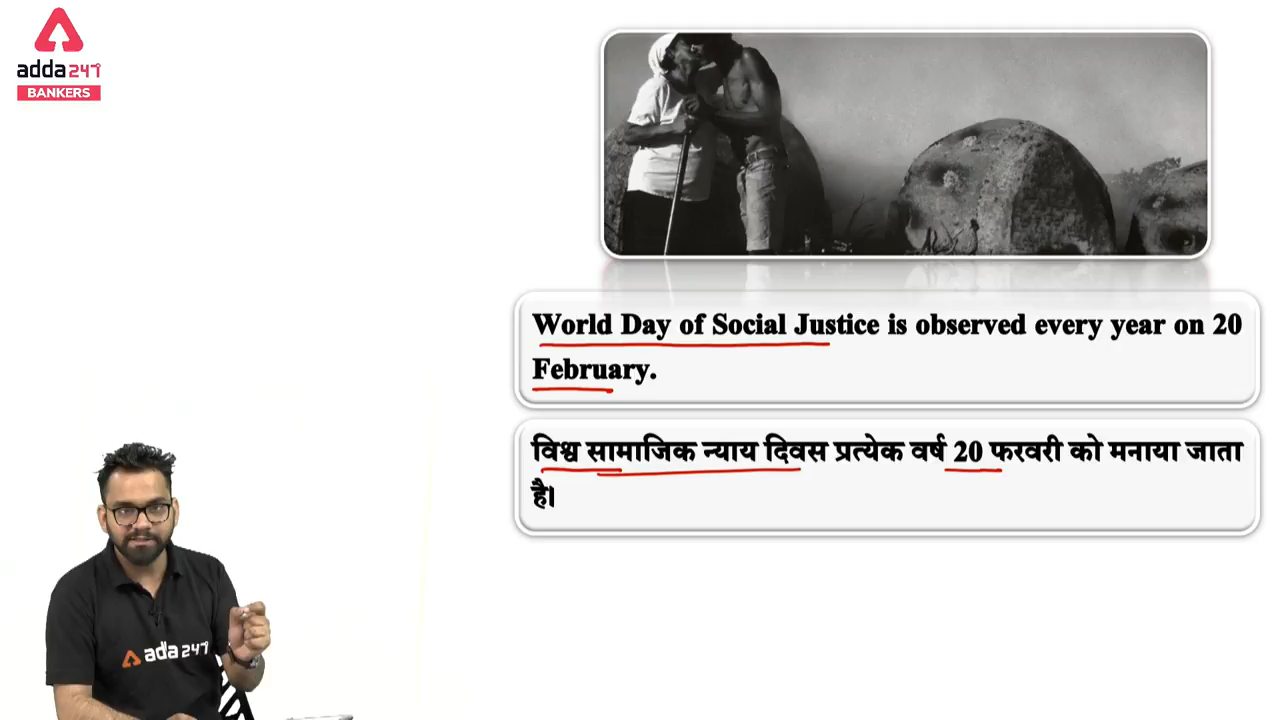 adda247
BANKERS
World Day of Social Justice is observed every year on 20
February.
विश्व सामाजिक न्याय दिवस प्रत्येक वर्ष 20 फरवरी को मनाया जाता
है।
adda247